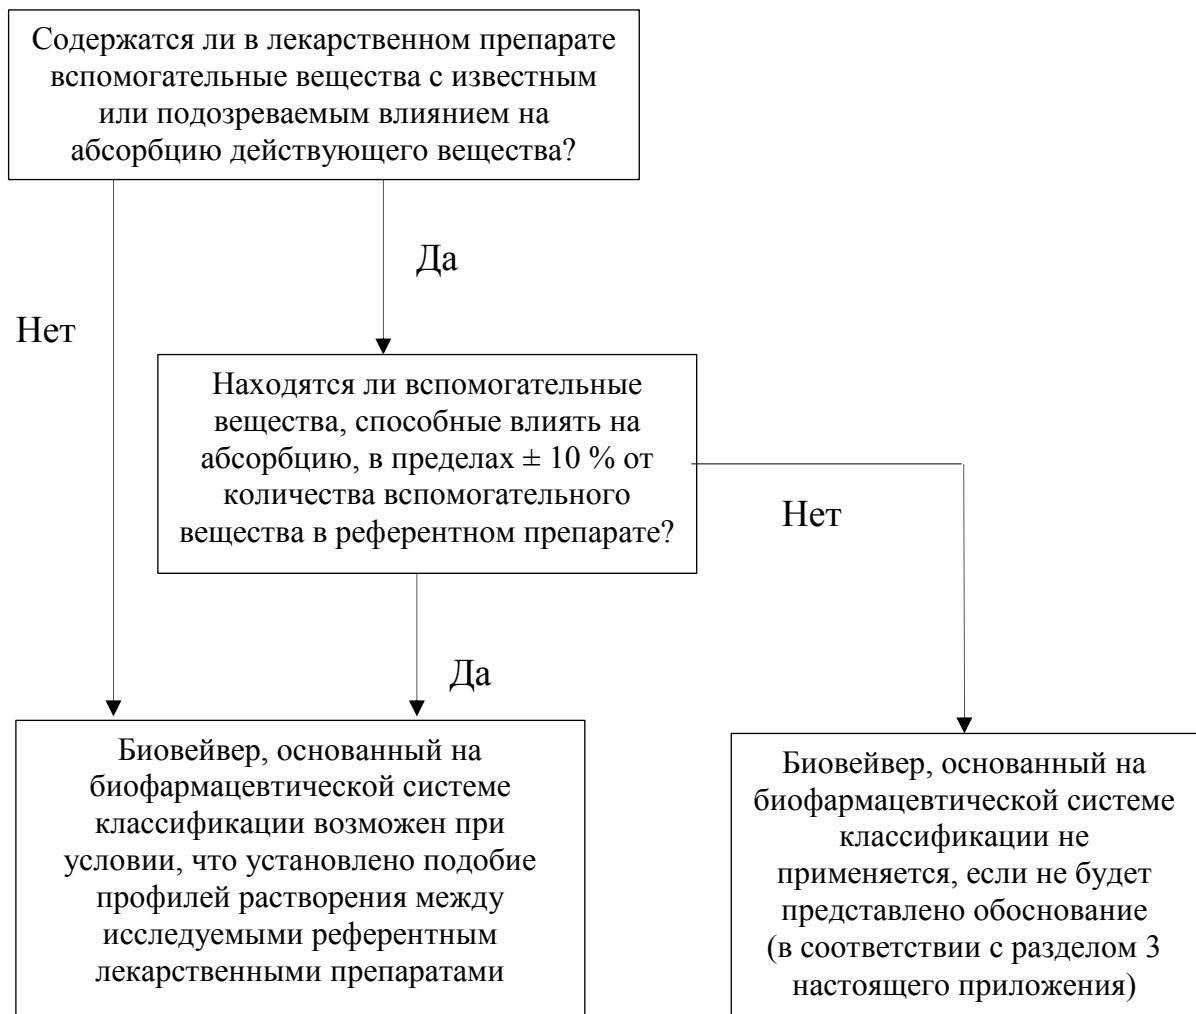 Содержатся ли в лекарственном препарате
вспомогательные вещества с известным
или подозреваемым влиянием на
абсорбцию действующего вещества?
Да
Нет
Находятся ли вспомогательные
вещества, способные влиять на
абсорбцию, в пределах ± 10 % от
количества вспомогательного
вещества в референтном препарате?
Нет
Да
Биовейвер, основанный на
биофармацевтической системе
классификации возможен при
условии, что установлено подобие
профилей растворения между
исследуемыми референтным
лекарственными препаратами
Биовейвер, основанный на
биофармацевтической системе
классификации не
применяется, если не будет
представлено обоснование
(в соответствии с разделом 3
настоящего приложения)